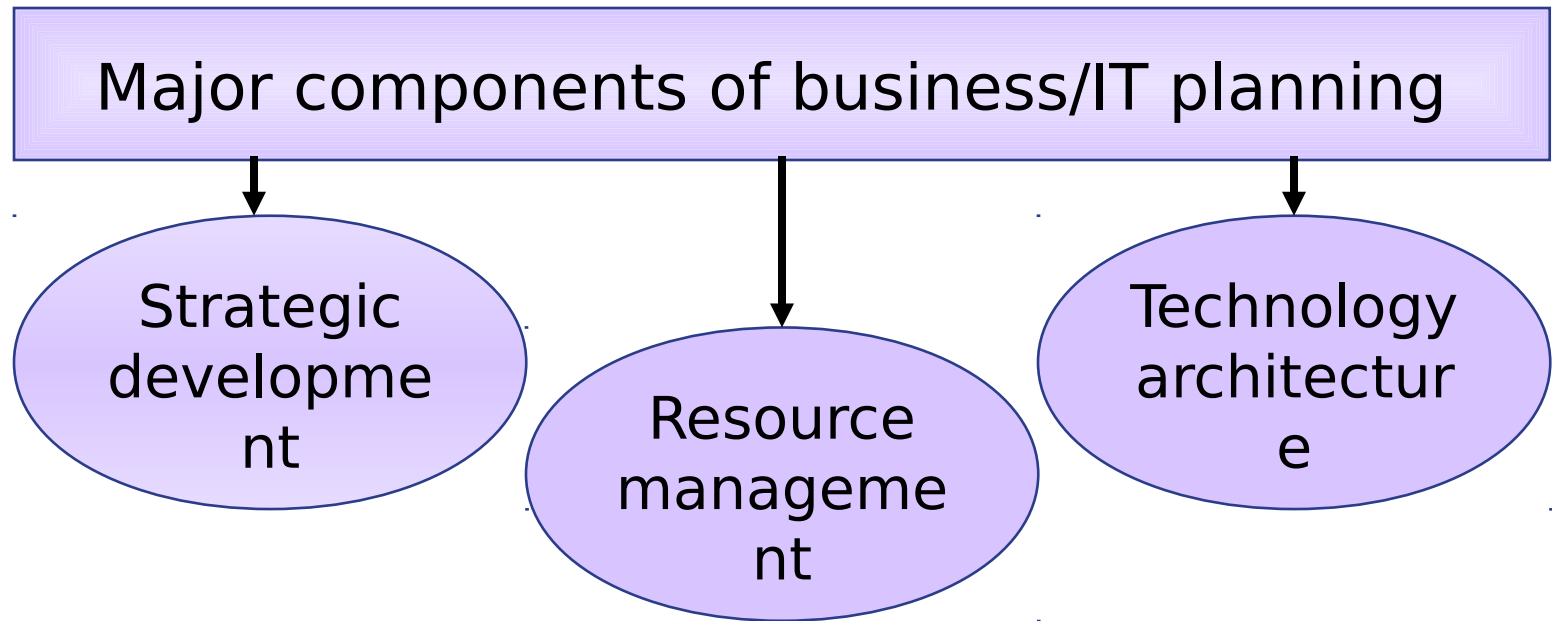 Major components of business/IT planning
Strategic
developme
nt
Resource
manageme
nt
Technology
architectur
e